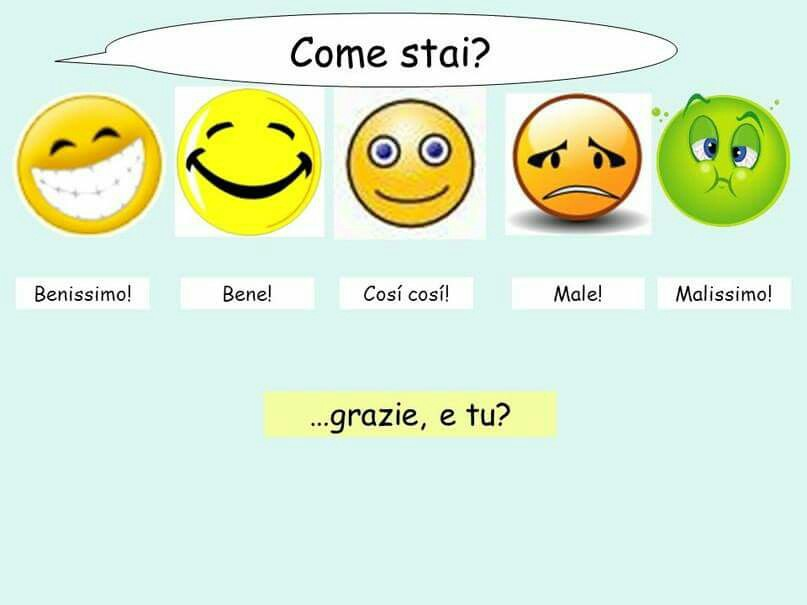 Come stai?
Benissimo! Bene! Cosí cosí! Male! Malissimo!
...grazie, e tu?